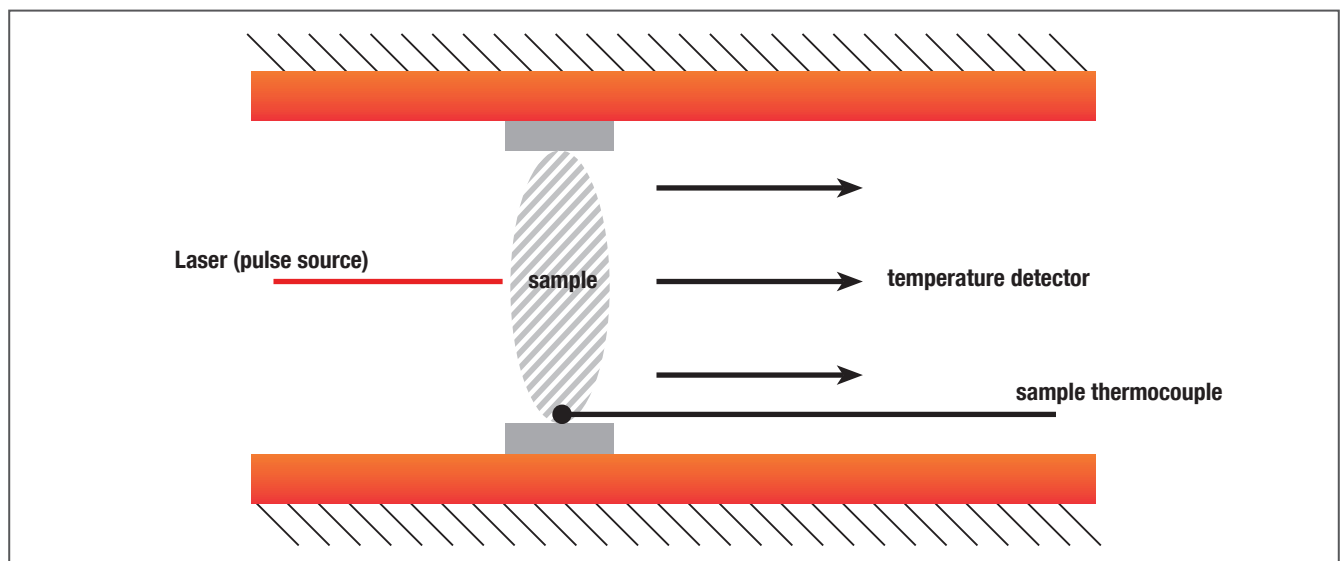 Laser (pulse source)
sample
temperature detector
sample thermocouple